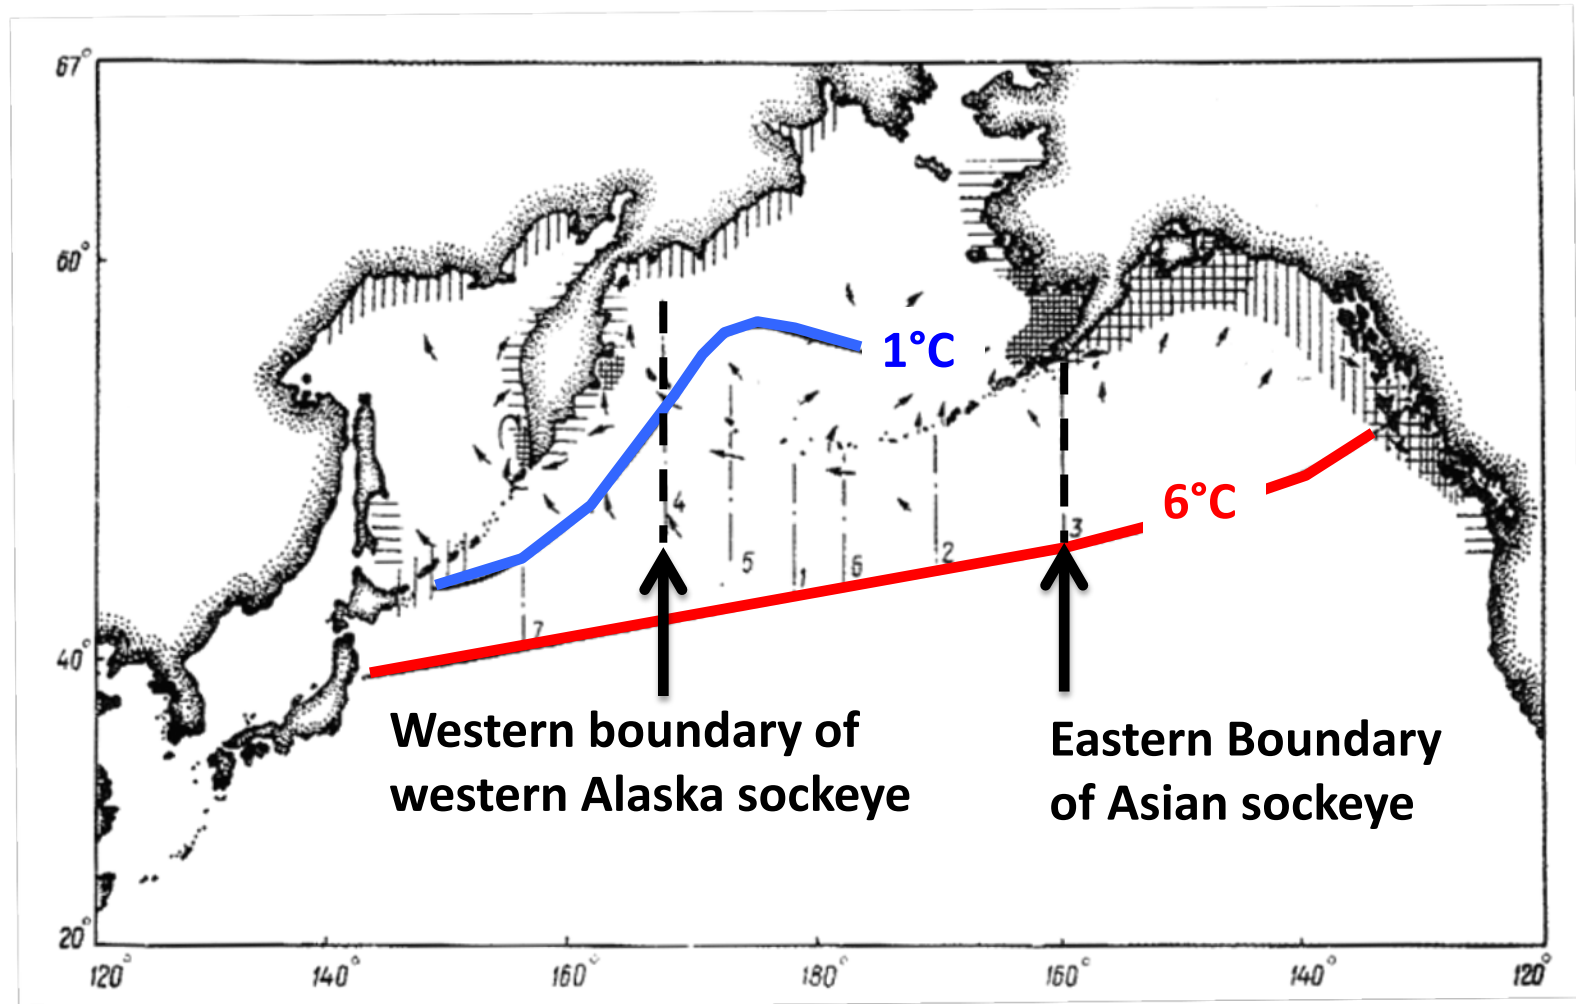 67°
60°
1°C
6°C
4
3
5
1
6
2
7
40°
Western boundary of
western Alaska sockeye
Eastern Boundary
of Asian sockeye
20°
120° 140° 160° 180° 160° 140° 120°